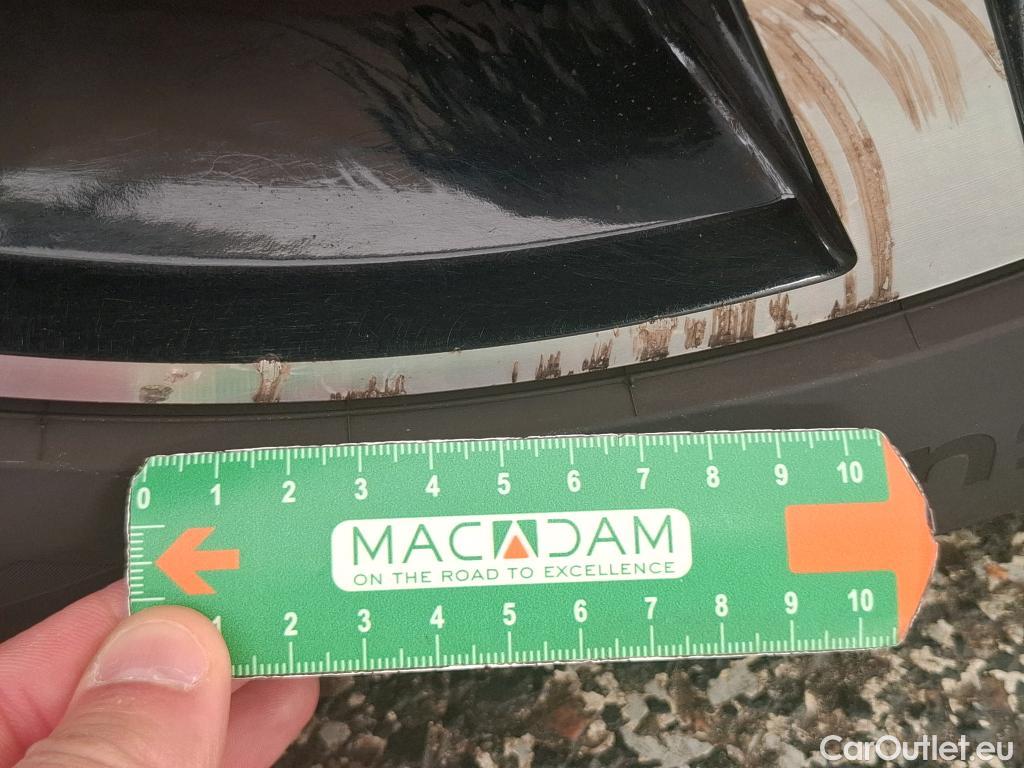 0 1 2 3 4 5 6 7 8 9 10
MACADAM
ON THE ROAD TO EXCELLENCE
1 2 3 4 5 6 7 8 9 10
CarOutlet.eu